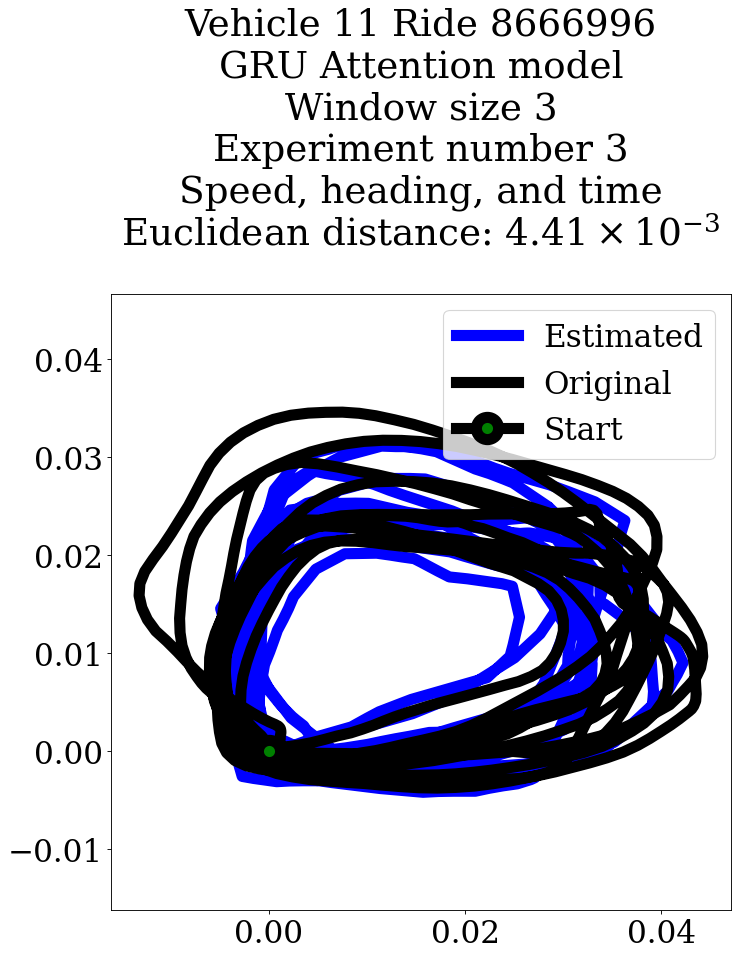 Vehicle 11 Ride 8666996
GRU Attention model
Window size 3
Experiment number 3
Speed, heading, and time
Euclidean distance: 4.41 × 10⁻³
Estimated
Original
Start
0.04
0.03
0.02
0.01
0.00
−0.01
0.00 0.02 0.04